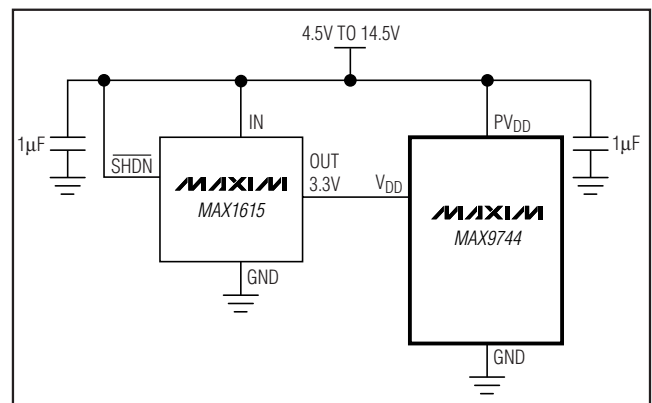 4.5V TO 14.5V
1µF
SHDN
IN
OUT
3.3V
MAXIM
MAX1615
GND
VDD
PVDD
1µF
MAXIM
MAX9744
GND